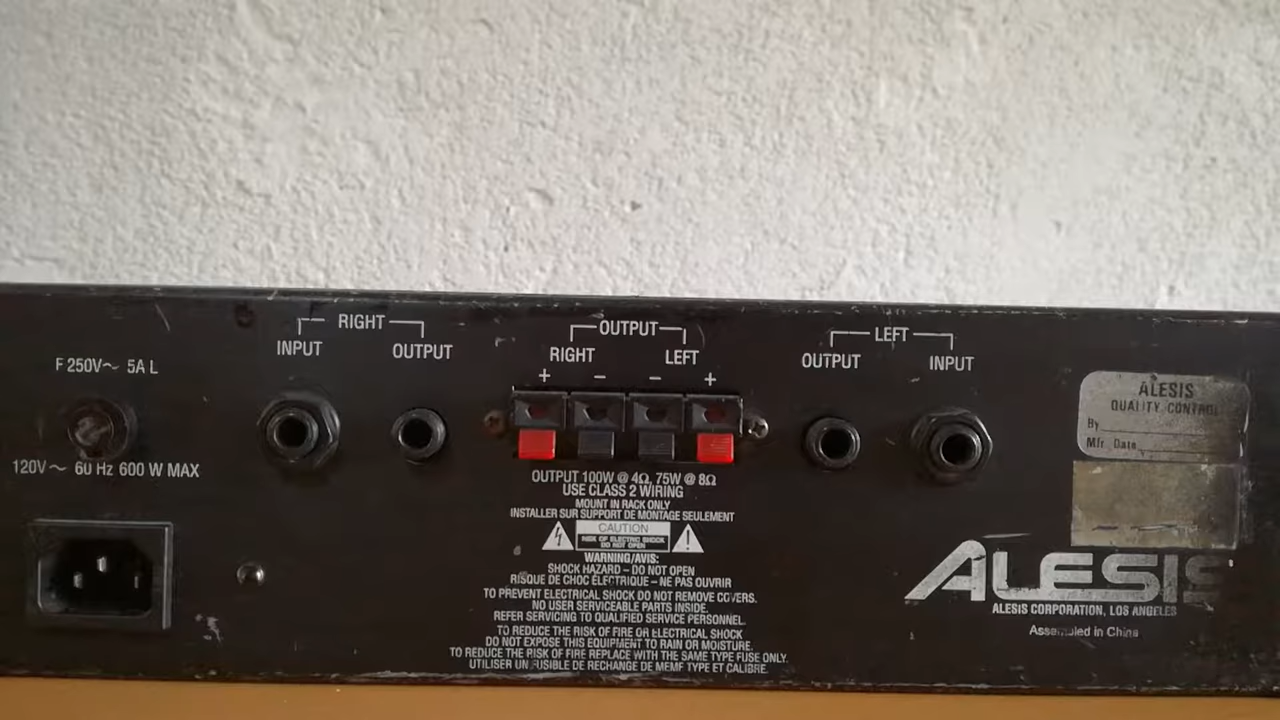 F 250V~ 5A L
120V~ 60 Hz 600 W MAX
RIGHT
INPUT
OUTPUT
OUTPUT
RIGHT
LEFT
+ - - +
OUTPUT 100W @ 4Ω, 75W @ 8Ω
USE CLASS 2 WIRING
MOUNT IN RACK ONLY
INSTALLER SUR SUPPORT DE MONTAGE SEULEMENT
CAUTION
RISK OF ELECTRIC SHOCK
DO NOT OPEN
WARNING/AVIS:
SHOCK HAZARD – DO NOT OPEN
RISQUE DE CHOC ÉLECTRIQUE – NE PAS OUVRIR
TO PREVENT ELECTRICAL SHOCK DO NOT REMOVE COVERS.
NO USER SERVICEABLE PARTS INSIDE.
REFER SERVICING TO QUALIFIED SERVICE PERSONNEL.
TO REDUCE THE RISK OF FIRE OR ELECTRICAL SHOCK
DO NOT EXPOSE THIS EQUIPMENT TO RAIN OR MOISTURE.
TO REDUCE THE RISK OF FIRE REPLACE WITH THE SAME TYPE FUSE ONLY.
UTILISER UN FUSIBLE DE RECHANGE DE MEME TYPE ET CALIBRE.
LEFT
OUTPUT
INPUT
ALESIS
QUALITY CONTROL
By
Mfr. Date
ALESIS
ALESIS CORPORATION, LOS ANGELES
Assembled in China